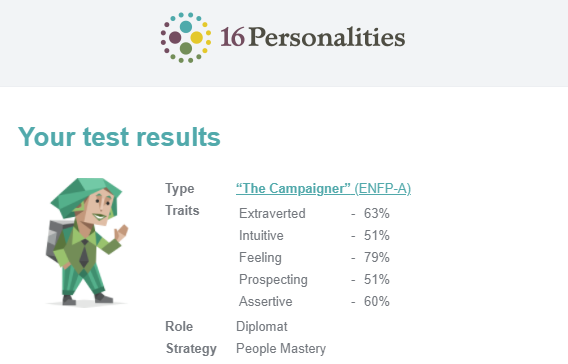 16Personalities
Your test results
Type “The Campaigner” (ENFP-A)
Traits
Extraverted - 63%
Intuitive - 51%
Feeling - 79%
Prospecting - 51%
Assertive - 60%
Role Diplomat
Strategy People Mastery